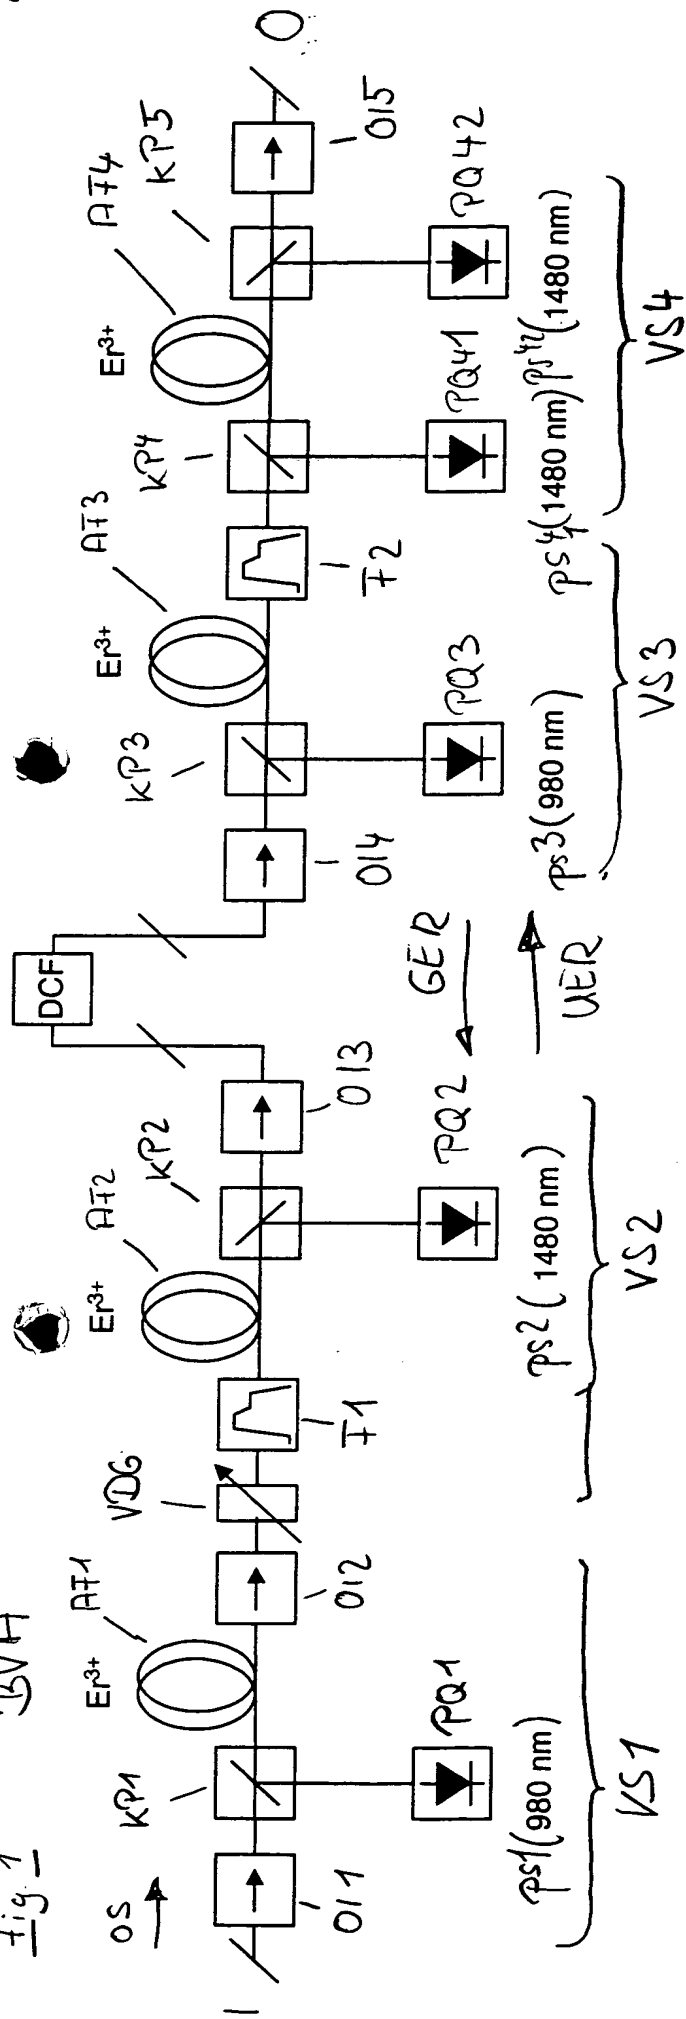 Fig. 1
BVA
OS
I
OI1
KP1
Er³⁺
AF1
PQ1
ps1 (980 nm)
VS1
OI2
VDG
F1
Er³⁺
AF2
KP2
PQ2
ps2 (1480 nm)
VS2
OI3
DCF
GER
UER
OI4
KP3
Er³⁺
AF3
PQ3
ps3 (980 nm)
VS3
F2
KP4
Er³⁺
AF4
PQ41
ps41 (1480 nm)
KP5
PQ42
ps42 (1480 nm)
VS4
OI5
O